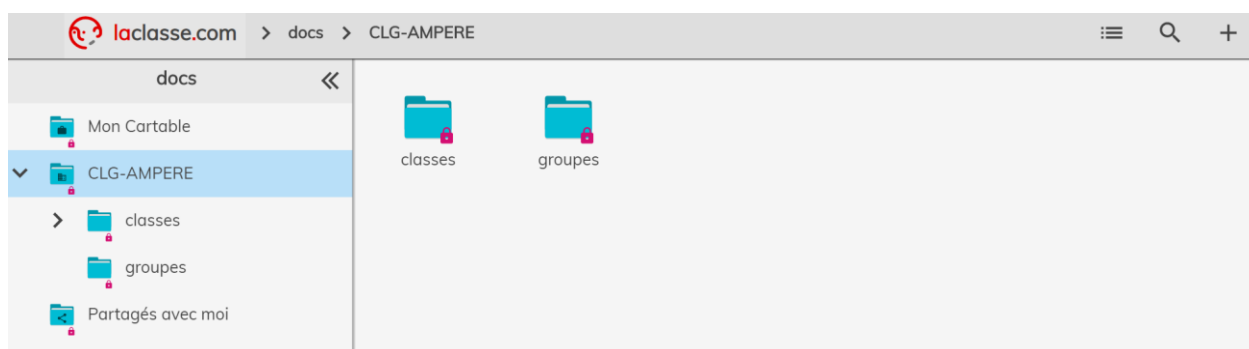 laclasse.com > docs > CLG-AMPERE
docs
Mon Cartable
CLG-AMPERE
classes
groupes
Partagés avec moi
classes
groupes